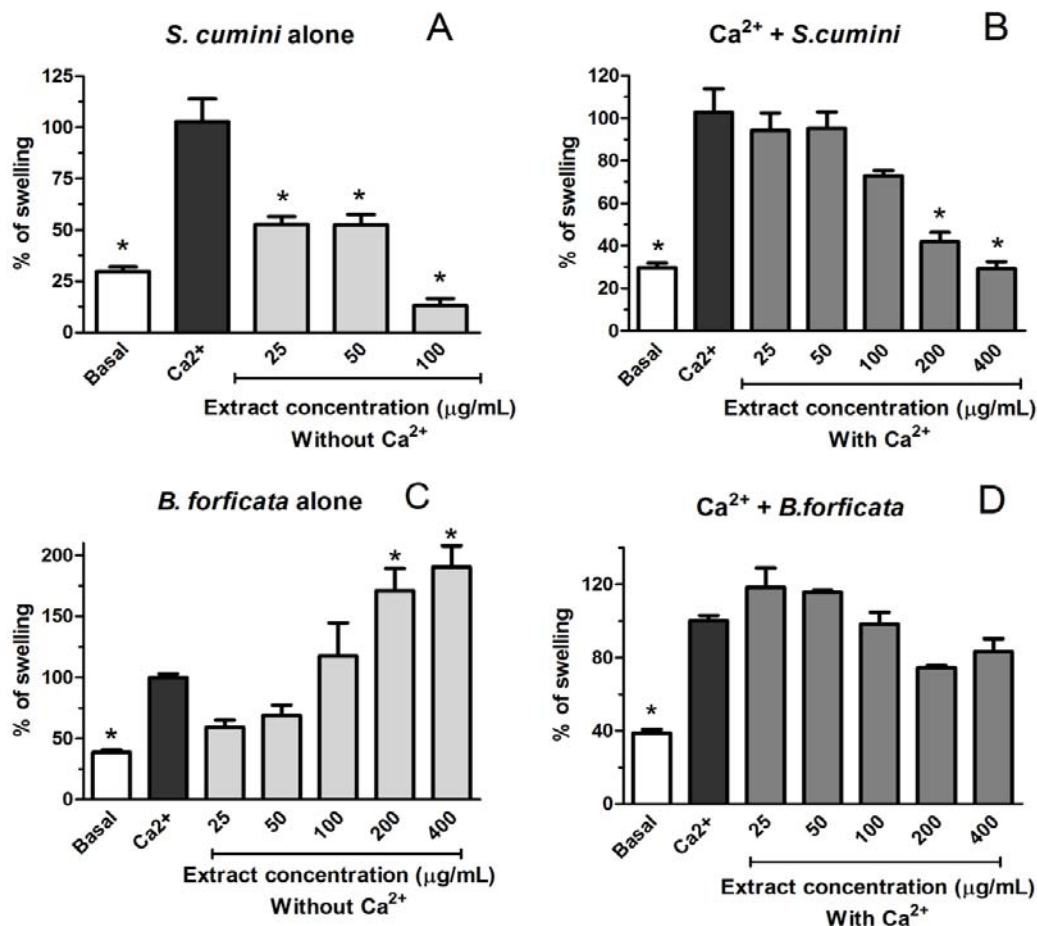 A
S. cumini alone
125
100
75
50
25
0
% of swelling
*
*
*
*
Basal
Ca2+
25
50
100
Extract concentration (μg/mL)
Without Ca²⁺
B
Ca²⁺ + S.cumini
120
100
80
60
40
20
0
% of swelling
*
*
*
Basal
Ca2+
25
50
100
200
400
Extract concentration (μg/mL)
With Ca²⁺
C
B. forficata alone
200
150
100
50
0
% of swelling
*
*
*
Basal
Ca2+
25
50
100
200
400
Extract concentration (μg/mL)
Without Ca²⁺
D
Ca²⁺ + B.forficata
120
80
40
0
% of swelling
*
Basal
Ca2+
25
50
100
200
400
Extract concentration (μg/mL)
With Ca²⁺